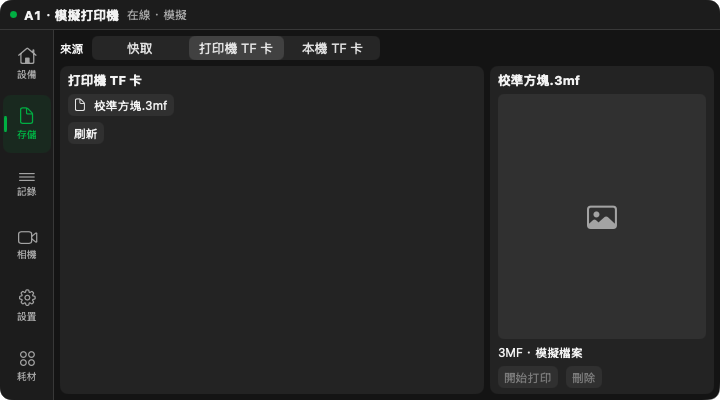 A1 · 模擬打印機 在線 · 模擬
來源 快取 打印機 TF 卡 本機 TF 卡
設備
存儲
記錄
相機
設置
耗材
打印機 TF 卡
校準方塊.3mf
刷新
校準方塊.3mf
3MF · 模擬檔案
開始打印 刪除